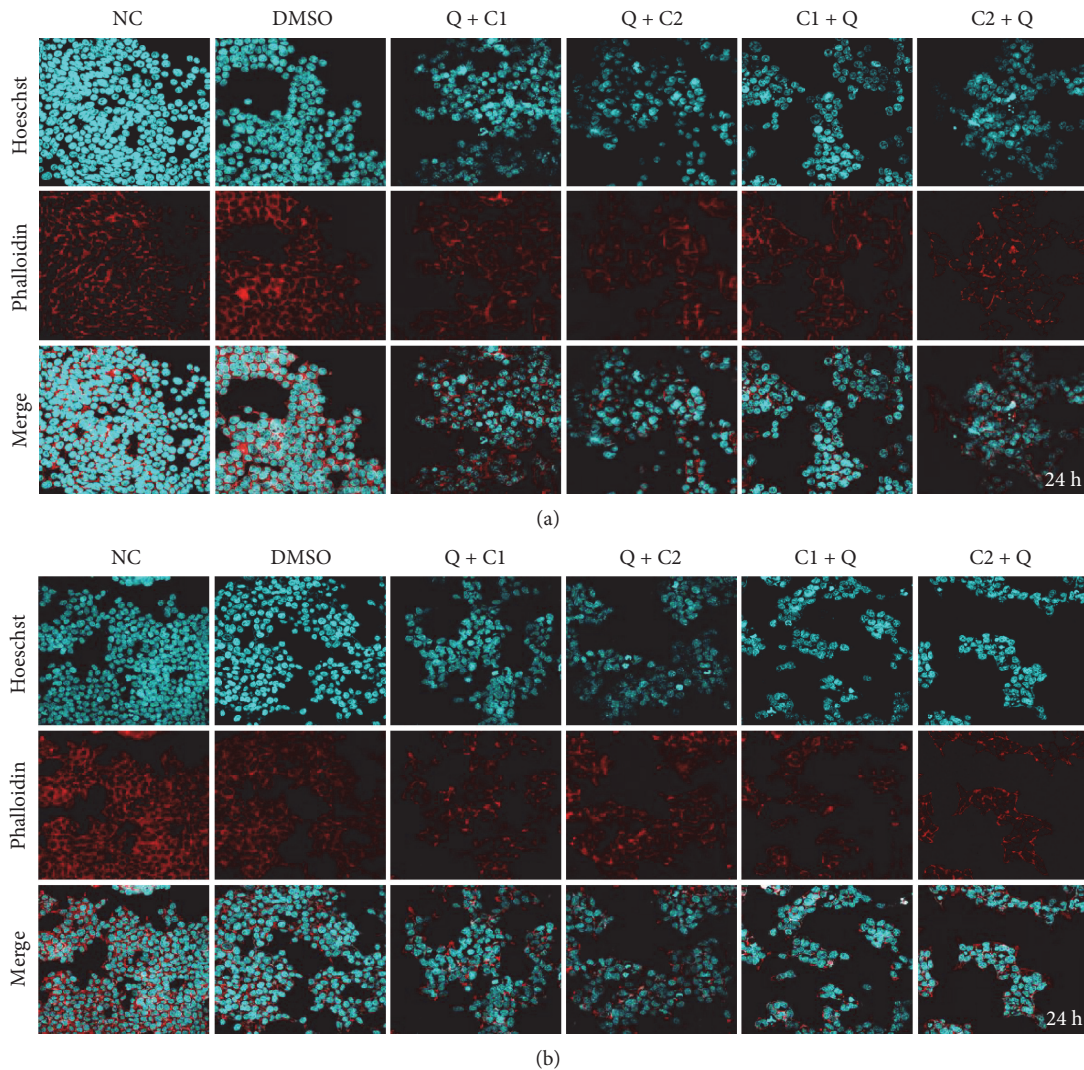 NC DMSO Q + C1 Q + C2 C1 + Q C2 + Q
Hoeschst
Phalloidin
Merge
24 h
(a)
NC DMSO Q + C1 Q + C2 C1 + Q C2 + Q
Hoeschst
Phalloidin
Merge
24 h
(b)